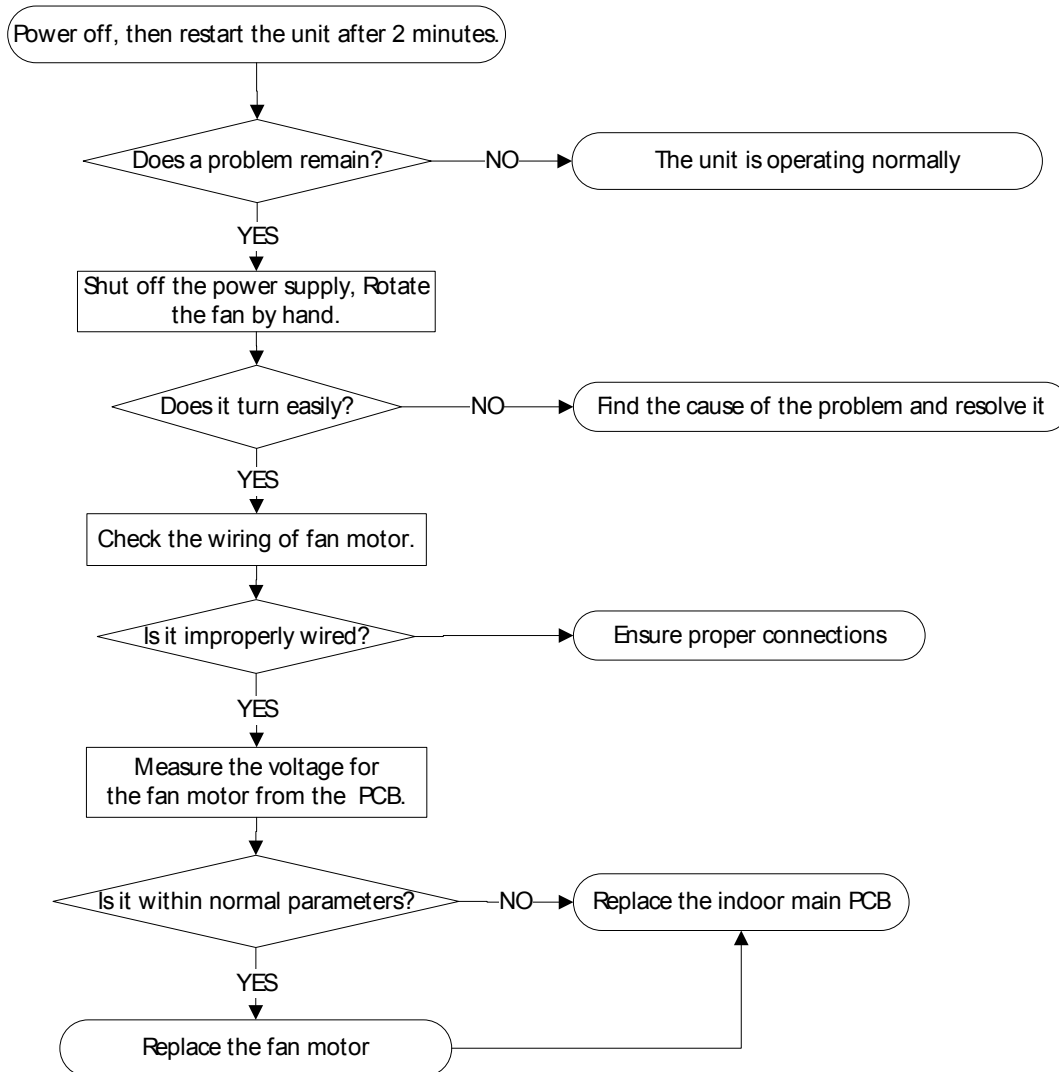 Power off, then restart the unit after 2 minutes.
Does a problem remain?
NO
The unit is operating normally
YES
Shut off the power supply, Rotate
the fan by hand.
Does it turn easily?
NO
Find the cause of the problem and resolve it
YES
Check the wiring of fan motor.
Is it improperly wired?
Ensure proper connections
YES
Measure the voltage for
the fan motor from the PCB.
Is it within normal parameters?
NO
Replace the indoor main PCB
YES
Replace the fan motor